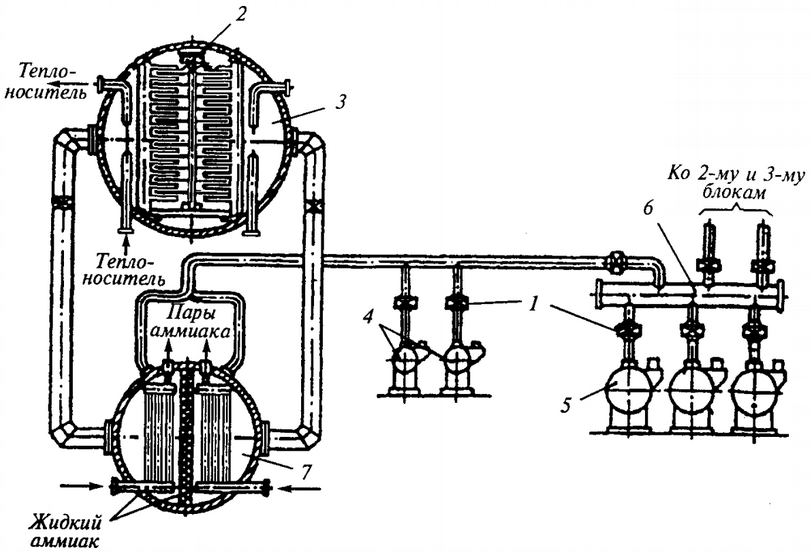 2
Тепло-
носитель
3
Ко 2-му и 3-му
блокам
6
Тепло-
носитель
Пары
аммиака
1
4
5
7
Жидкий
аммиак